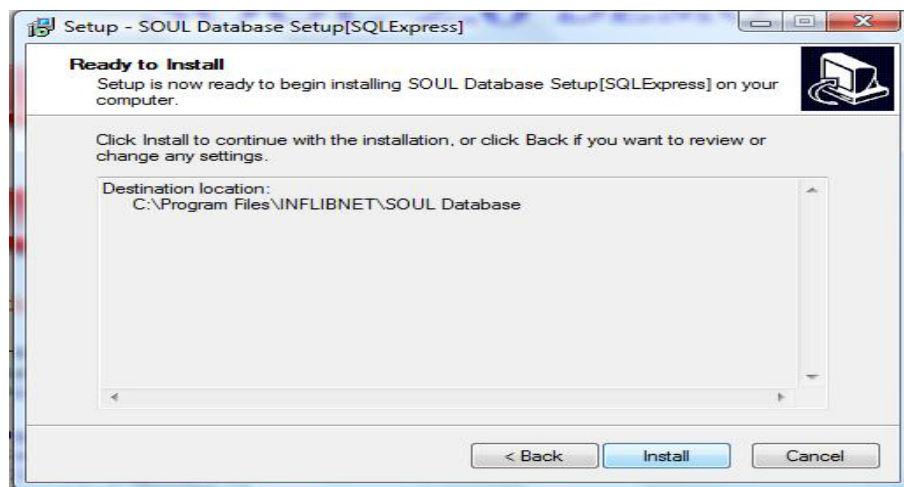 Setup - SOUL Database Setup[SQLExpress]
Ready to Install
Setup is now ready to begin installing SOUL Database Setup[SQLExpress] on your
computer.
Click Install to continue with the installation, or click Back if you want to review or
change any settings.
Destination location:
C:\Program Files\INFLIBNET\SOUL Database
< Back
Install
Cancel